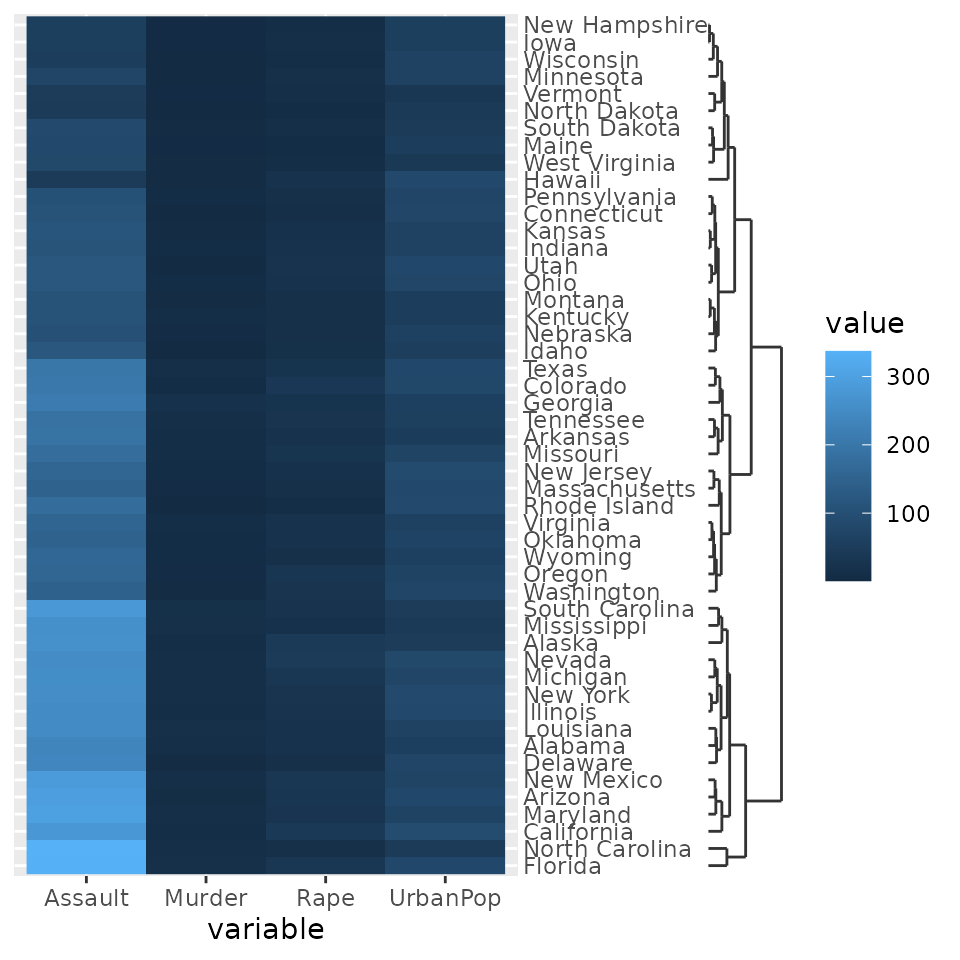 New Hampshire
Iowa
Wisconsin
Minnesota
Vermont
North Dakota
South Dakota
Maine
West Virginia
Hawaii
Pennsylvania
Connecticut
Kansas
Indiana
Utah
Ohio
Montana
Kentucky
Nebraska
Idaho
Texas
Colorado
Georgia
Tennessee
Arkansas
Missouri
New Jersey
Massachusetts
Rhode Island
Virginia
Oklahoma
Wyoming
Oregon
Washington
South Carolina
Mississippi
Alaska
Nevada
Michigan
New York
Illinois
Louisiana
Alabama
Delaware
New Mexico
Arizona
Maryland
California
North Carolina
Florida
Assault Murder Rape UrbanPop
variable
value
300
200
100